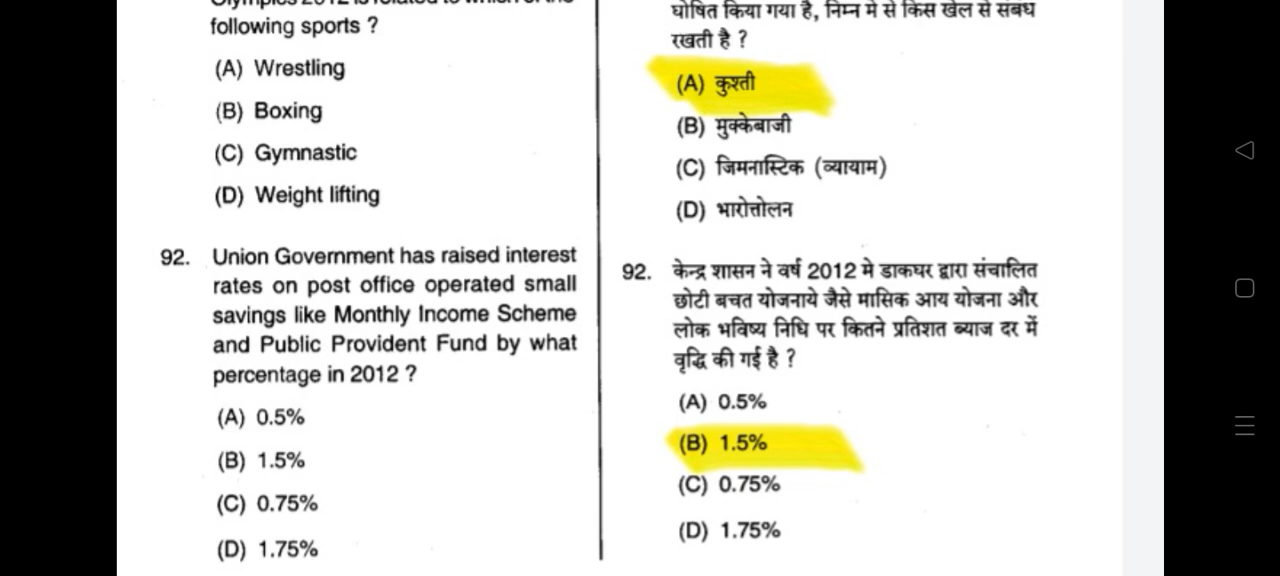 following sports ?
(A) Wrestling
(B) Boxing
(C) Gymnastic
(D) Weight lifting
92. Union Government has raised interest
rates on post office operated small
savings like Monthly Income Scheme
and Public Provident Fund by what
percentage in 2012 ?
(A) 0.5%
(B) 1.5%
(C) 0.75%
(D) 1.75%
घोषित किया गया है, निम्न मे से किस खेल से संबंध
रखती है ?
(A) कुश्ती
(B) मुक्केबाजी
(C) जिमनास्टिक (व्यायाम)
(D) भारोत्तोलन
92. केन्द्र शासन ने वर्ष 2012 मे डाकघर द्वारा संचालित
छोटी बचत योजनाये जैसे मासिक आय योजना और
लोक भविष्य निधि पर कितने प्रतिशत ब्याज दर में
वृद्धि की गई है ?
(A) 0.5%
(B) 1.5%
(C) 0.75%
(D) 1.75%